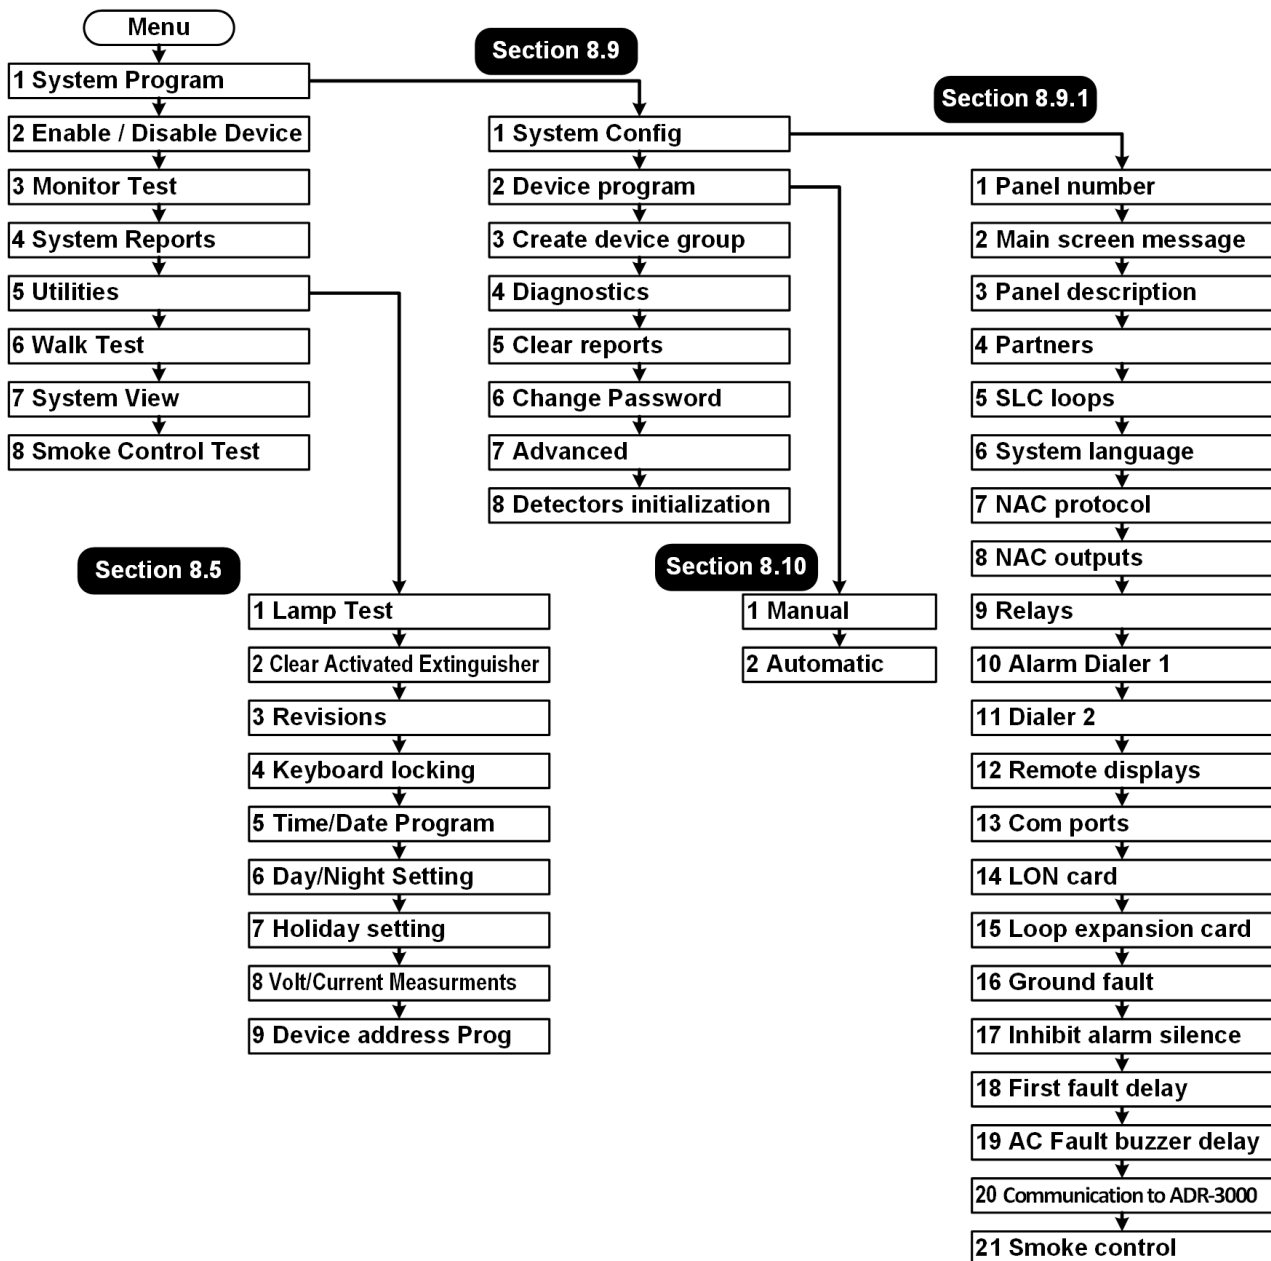 Menu
1 System Program
2 Enable / Disable Device
3 Monitor Test
4 System Reports
5 Utilities
6 Walk Test
7 System View
8 Smoke Control Test
Section 8.9
1 System Config
2 Device program
3 Create device group
4 Diagnostics
5 Clear reports
6 Change Password
7 Advanced
8 Detectors initialization
Section 8.9.1
1 Panel number
2 Main screen message
3 Panel description
4 Partners
5 SLC loops
6 System language
7 NAC protocol
8 NAC outputs
9 Relays
10 Alarm Dialer 1
11 Dialer 2
12 Remote displays
13 Com ports
14 LON card
15 Loop expansion card
16 Ground fault
17 Inhibit alarm silence
18 First fault delay
19 AC Fault buzzer delay
20 Communication to ADR-3000
21 Smoke control
Section 8.5
1 Lamp Test
2 Clear Activated Extinguisher
3 Revisions
4 Keyboard locking
5 Time/Date Program
6 Day/Night Setting
7 Holiday setting
8 Volt/Current Measurments
9 Device address Prog
Section 8.10
1 Manual
2 Automatic